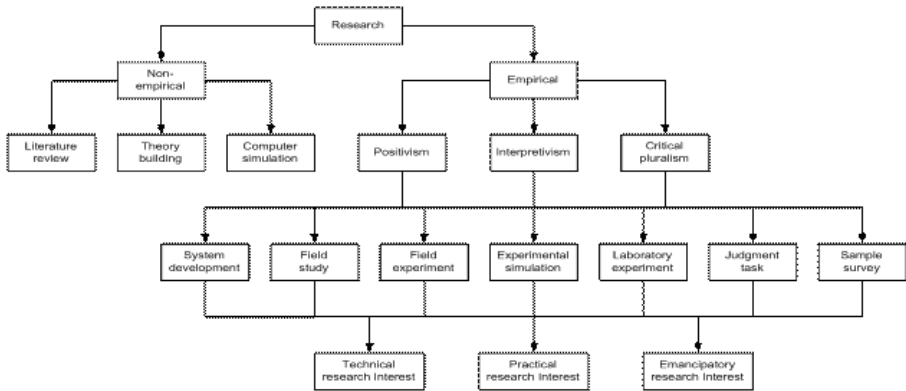 Research
Non-
empirical
Empirical
Literature
review
Theory
building
Computer
simulation
Positivism
Interpretivism
Critical
pluralism
System
development
Field
study
Field
experiment
Experimental
simulation
Laboratory
experiment
Judgment
task
Sample
survey
Technical
research Interest
Practical
research Interest
Emancipatory
research Interest